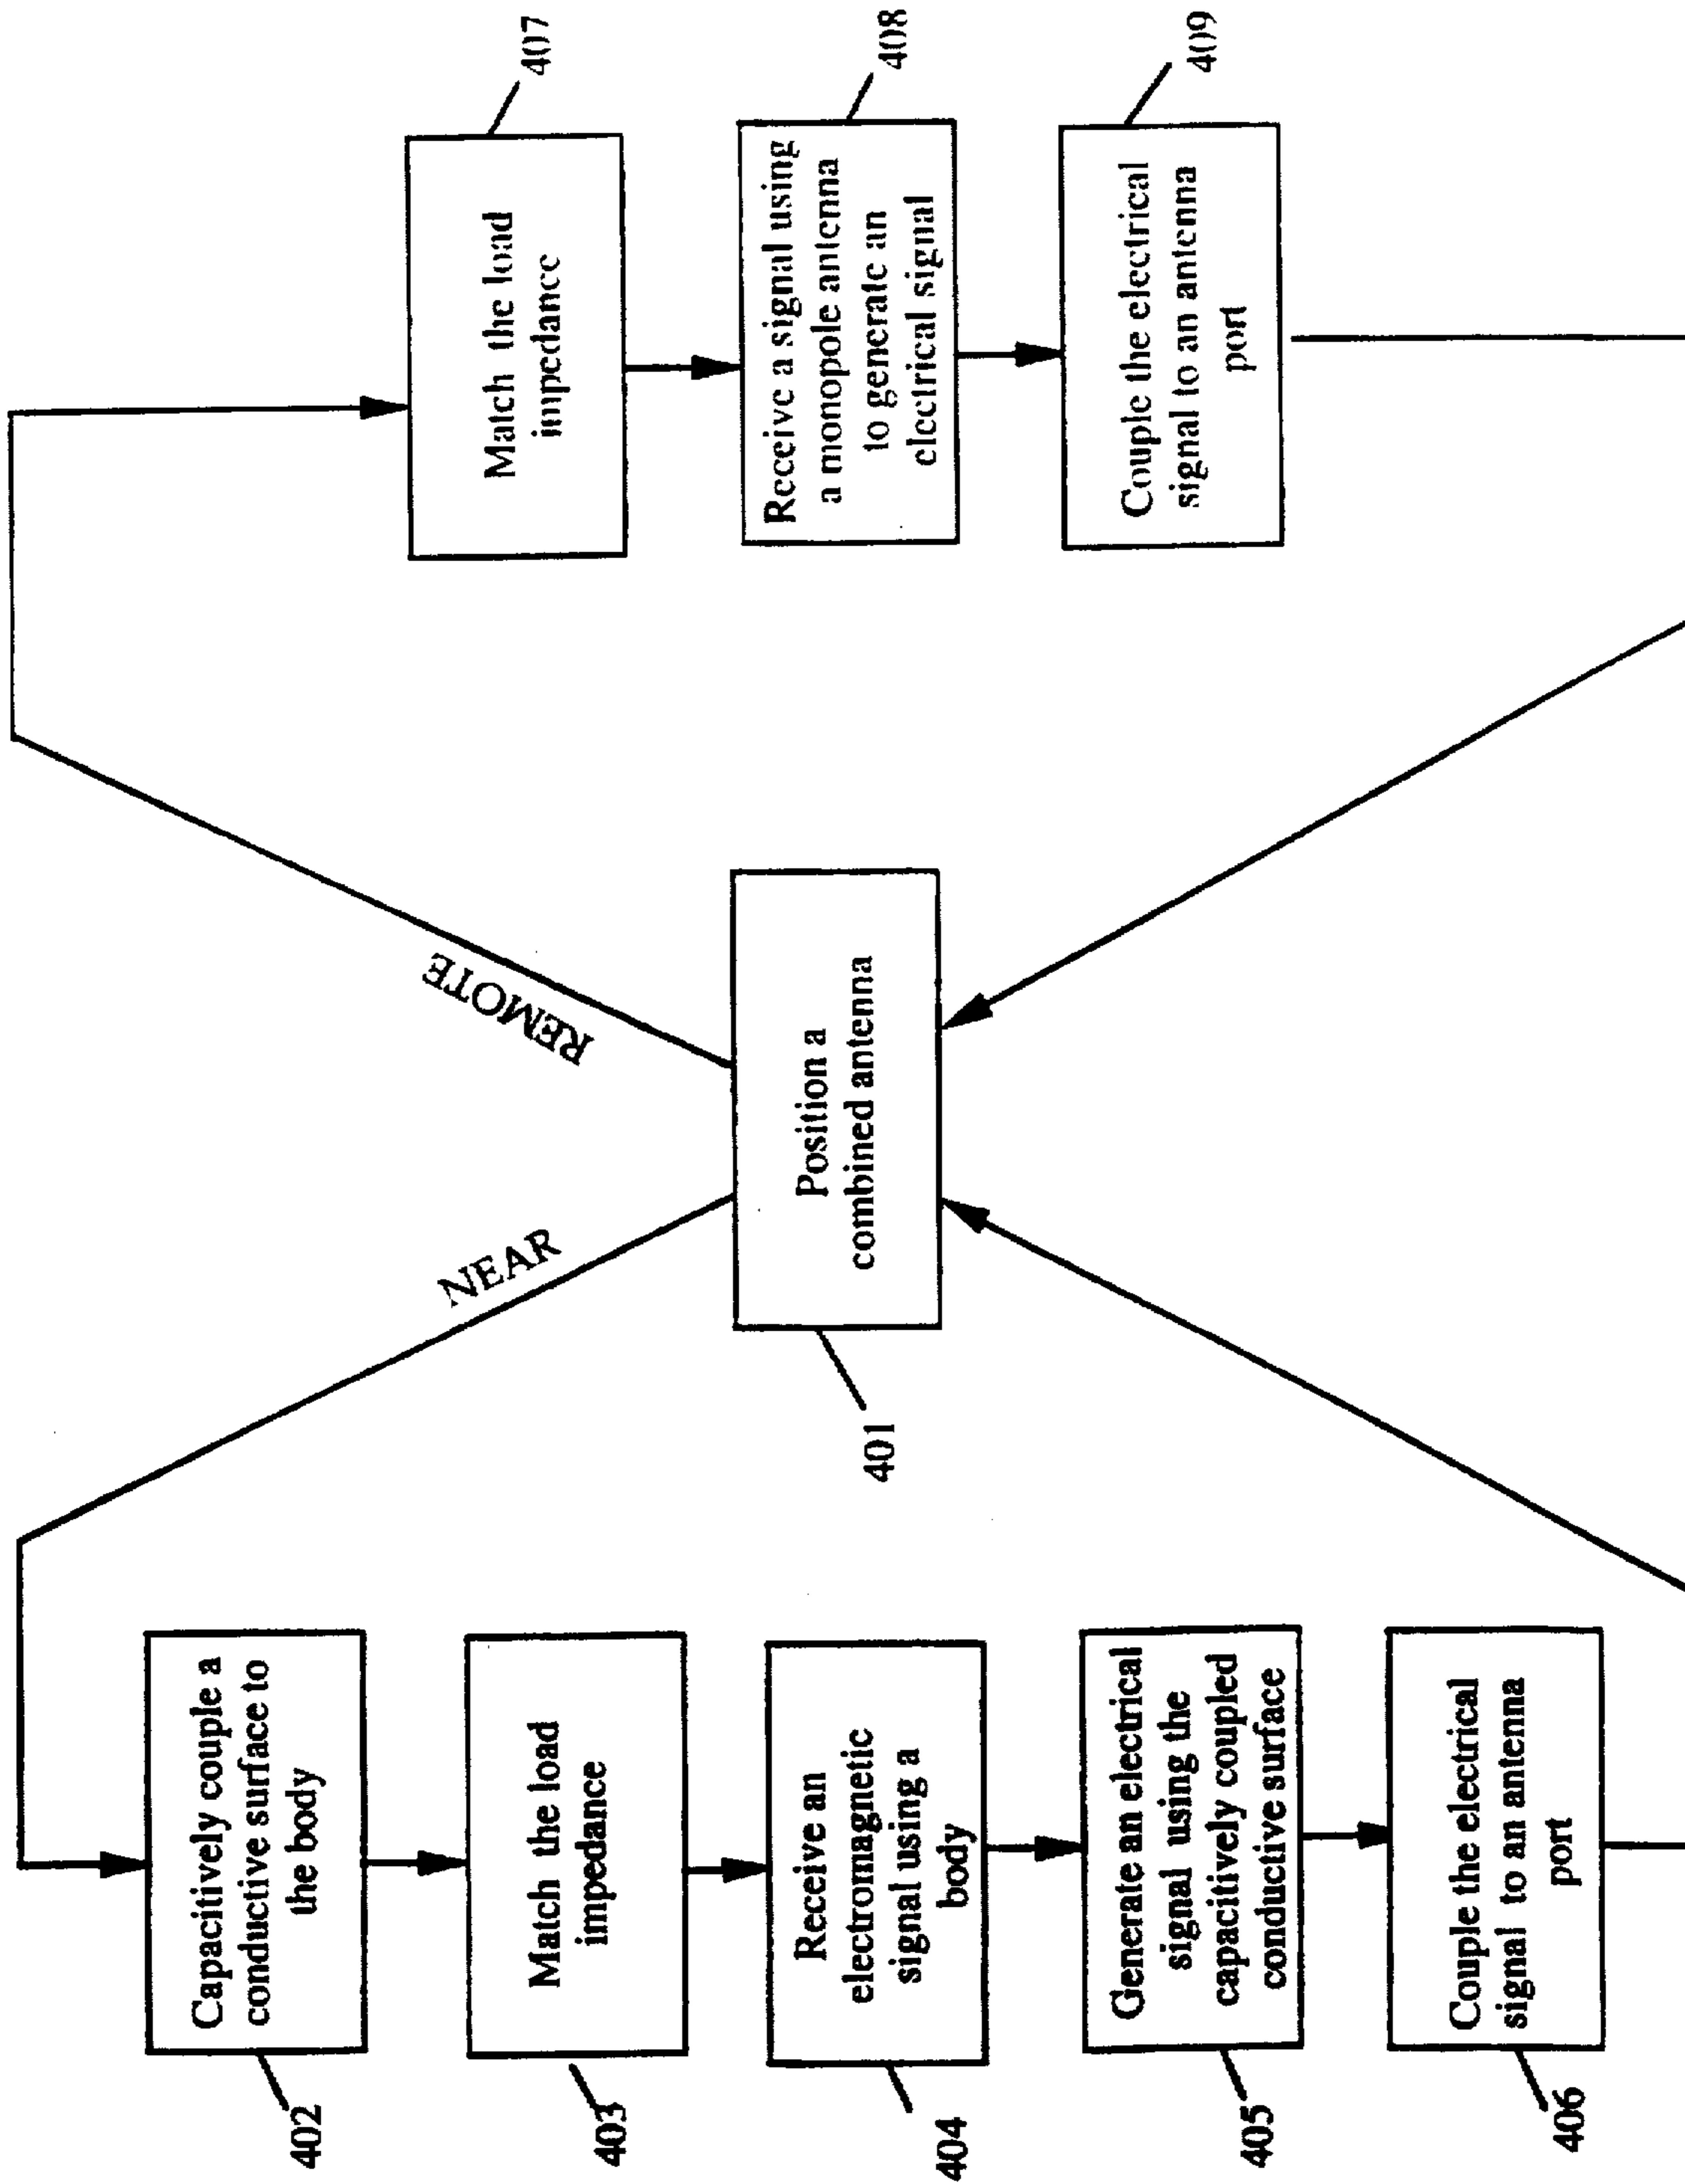 NEAR
REMOTE
401
Position a
combined antenna
402
Capacitively couple a
conductive surface to
the body
403
Match the load
impedance
404
Receive an
electromagnetic
signal using a
body
405
Generate an electrical
signal using the
capacitively coupled
conductive surface
406
Couple the electrical
signal to an antenna
port
407
Match the load
impedance
408
Receive a signal using
a monopole antenna
to generate an
electrical signal
409
Couple the electrical
signal to an antenna
port